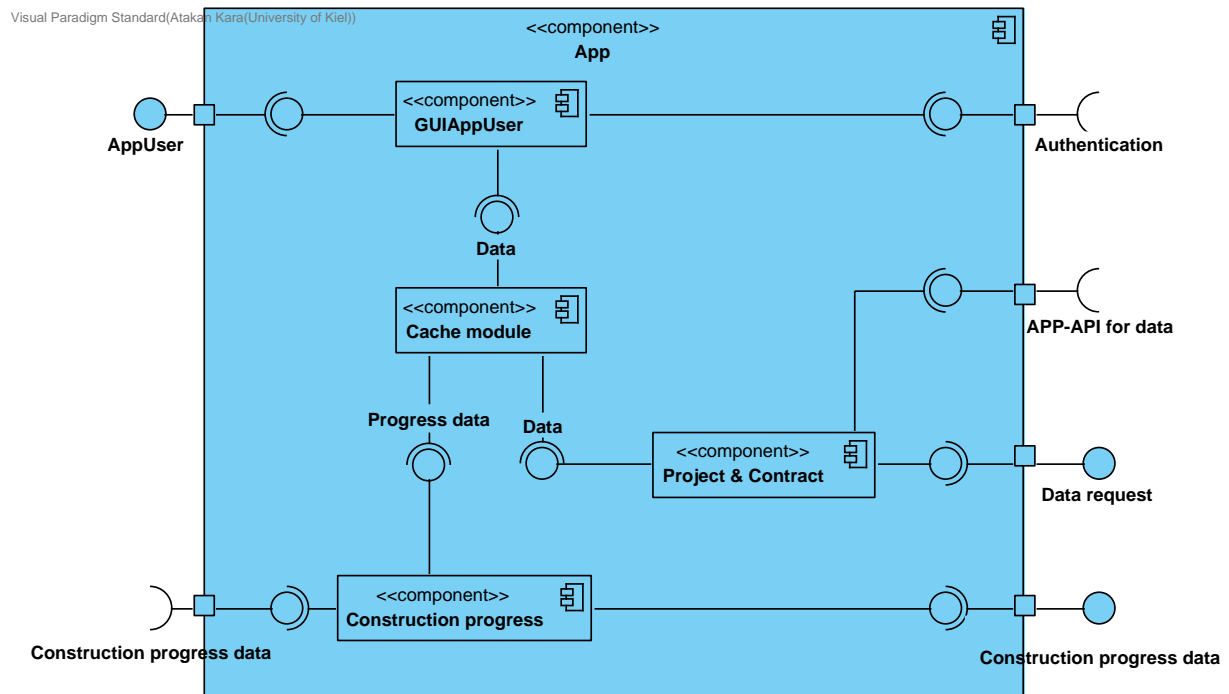 Visual Paradigm Standard(Atakan Kara(University of Kiel))
<<component>>
App
<<component>>
GUIAppUser
AppUser
Authentication
Data
<<component>>
Cache module
APP-API for data
Progress data
Data
<<component>>
Project & Contract
Data request
<<component>>
Construction progress
Construction progress data
Construction progress data